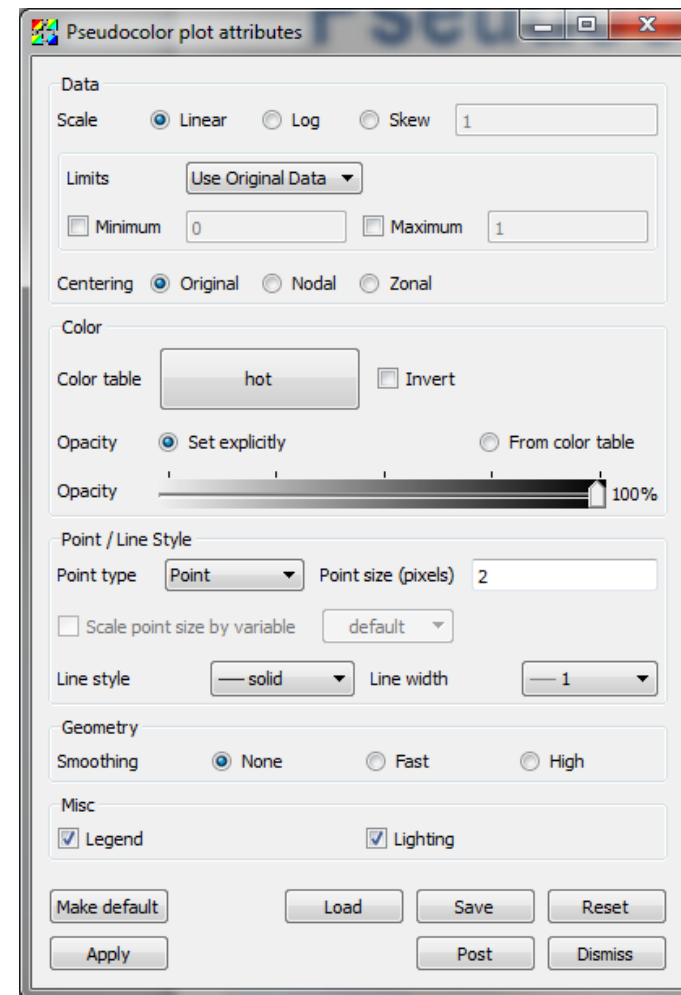 Pseudocolor plot attributes
Data
Scale Linear Log Skew 1
Limits Use Original Data
Minimum 0 Maximum 1
Centering Original Nodal Zonal
Color
Color table hot Invert
Opacity Set explicitly From color table
Opacity 100%
Point / Line Style
Point type Point Point size (pixels) 2
Scale point size by variable default
Line style solid Line width 1
Geometry
Smoothing None Fast High
Misc
Legend Lighting
Make default Load Save Reset
Apply Post Dismiss